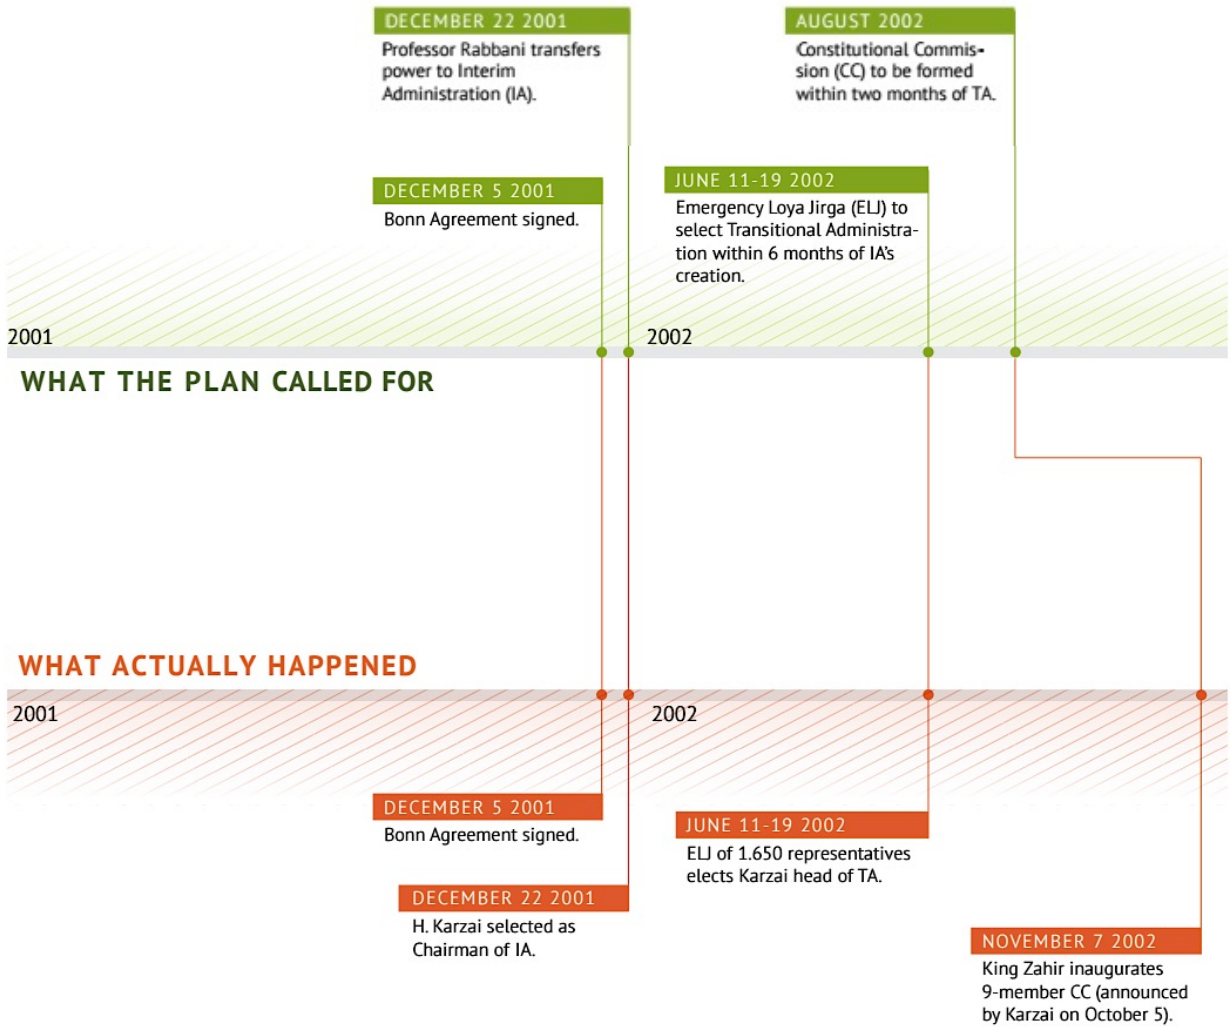 DECEMBER 22 2001
Professor Rabbani transfers
power to Interim
Administration (IA).
AUGUST 2002
Constitutional Commis-
sion (CC) to be formed
within two months of TA.
DECEMBER 5 2001
Bonn Agreement signed.
JUNE 11-19 2002
Emergency Loya Jirga (ELJ) to
select Transitional Administra-
tion within 6 months of IA's
creation.
2001
2002
WHAT THE PLAN CALLED FOR
WHAT ACTUALLY HAPPENED
2001
2002
DECEMBER 5 2001
Bonn Agreement signed.
JUNE 11-19 2002
ELJ of 1.650 representatives
elects Karzai head of TA.
DECEMBER 22 2001
H. Karzai selected as
Chairman of IA.
NOVEMBER 7 2002
King Zahir inaugurates
9-member CC (announced
by Karzai on October 5).